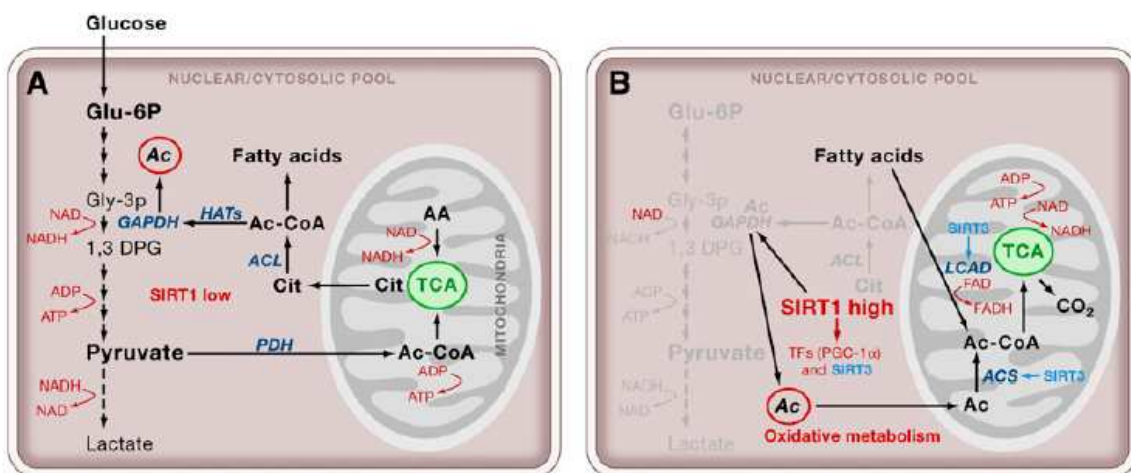 Glucose
A
NUCLEAR/CYTOSOLIC POOL
Glu-6P
Ac
Fatty acids
Gly-3p
NAD
NADH
GAPDH
HATs
Ac-CoA
1,3 DPG
ACL
AA
NAD
NADH
MITOCHONDRIA
ADP
ATP
SIRT1 low
Cit
Cit
TCA
Pyruvate
PDH
Ac-CoA
ADP
ATP
NADH
NAD
Lactate
B
NUCLEAR/CYTOSOLIC POOL
Glu-6P
Fatty acids
ADP
ATP
NAD
NADH
Gly-3p
Ac
NAD
NADH
GAPDH
Ac-CoA
1,3 DPG
SIRT3
LCAD
TCA
ACL
FAD
FADH
CO2
ADP
ATP
Cit
SIRT1 high
TFs (PGC-1α)
and SIRT3
Pyruvate
Ac-CoA
ACS
SIRT3
NADH
NAD
Ac
Ac
Oxidative metabolism
Lactate